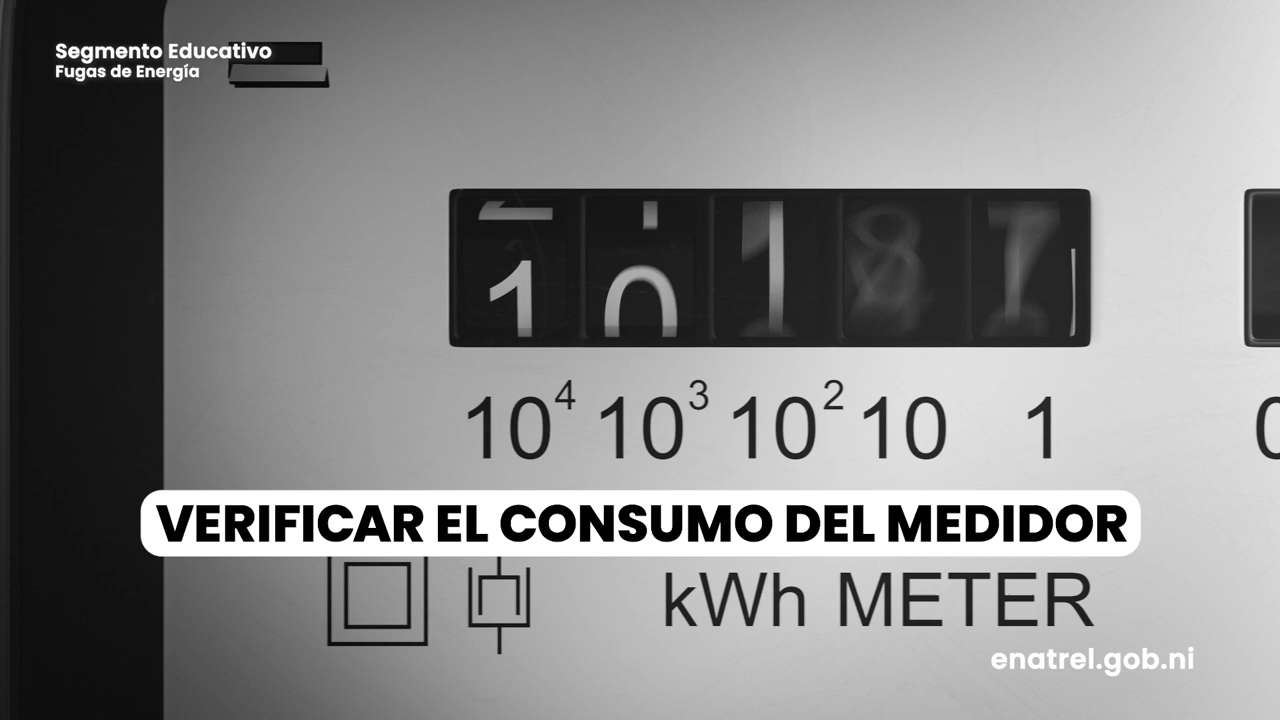 Segmento Educativo
Fugas de Energía
10⁴ 10³ 10² 10 1
VERIFICAR EL CONSUMO DEL MEDIDOR
kWh METER
enatrel.gob.ni